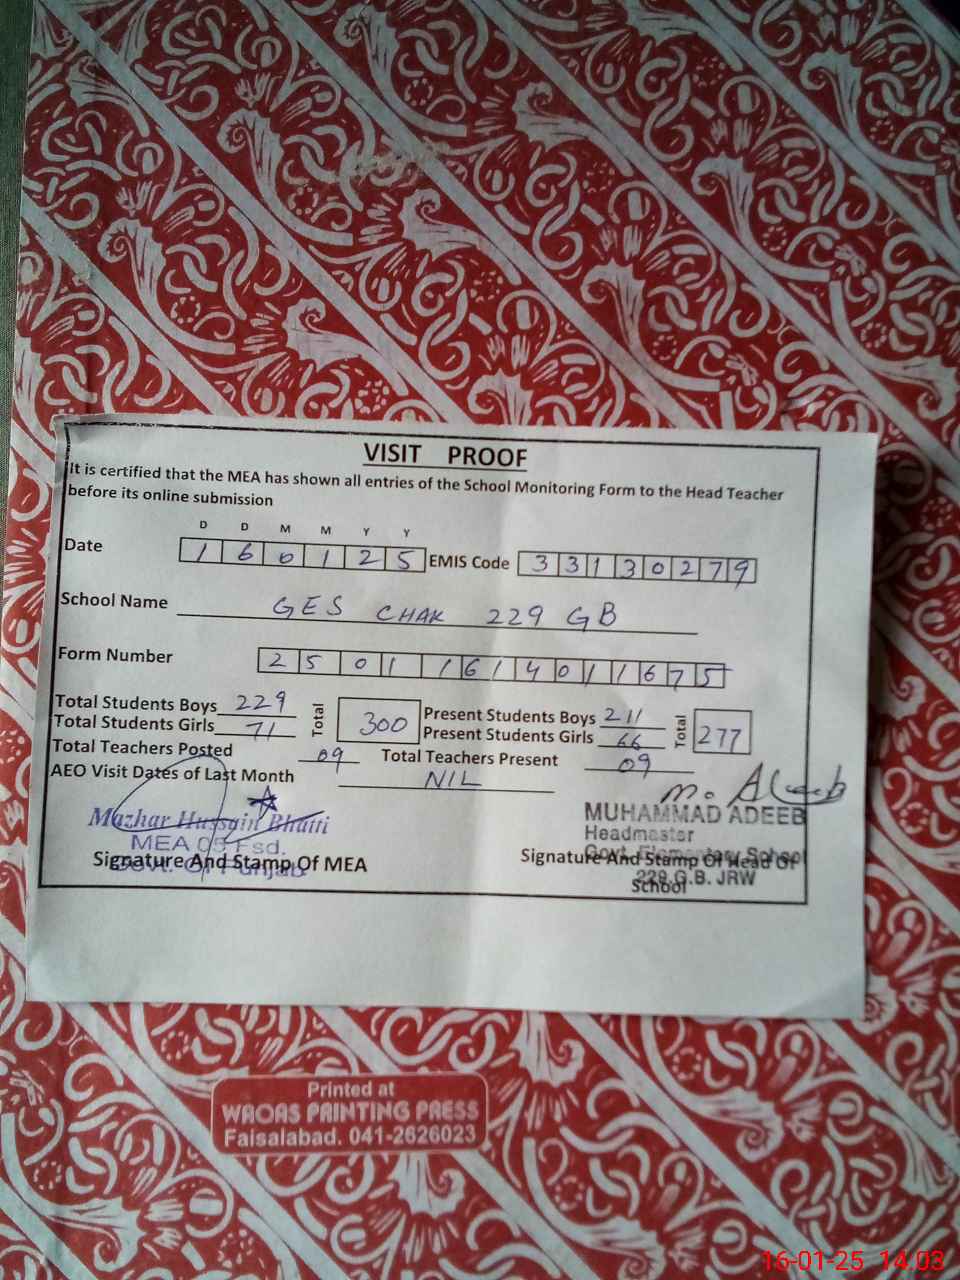 VISIT PROOF
It is certified that the MEA has shown all entries of the School Monitoring Form to the Head Teacher
before its online submission
D D M M Y Y
Date 1 6 0 1 2 5 EMIS Code 3 3 1 3 0 2 7 9
School Name GES CHAK 229 GB
Form Number 2 5 0 1 1 6 1 4 0 1 1 6 7 5
Total Students Boys 229 Total 300 Present Students Boys 211 Total 277
Total Students Girls 71 Present Students Girls 66
Total Teachers Posted 09 Total Teachers Present 09
AEO Visit Dates of Last Month NIL
M. Adeeb
Mazhar Hussain Bhatti MUHAMMAD ADEEB
MEA 05 Fsd. Headmaster
Govt. Of Punjab Govt. Elementary School
Signature And Stamp Of MEA Signature And Stamp Of Head Of
229 G.B. JRW
School
Printed at
WAQAS PRINTING PRESS
Faisalabad. 041-2626023
16-01-25 14.03